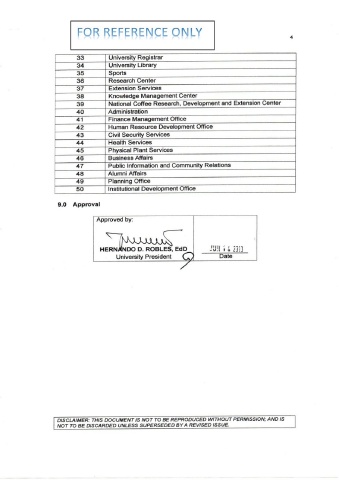 FOR REFERENCE ONLY
4
33 University Registrar
34 University Library
35 Sports
36 Research Center
37 Extension Services
38 Knowledge Management Center
39 National Coffee Research, Development and Extension Center
40 Administration
41 Finance Management Office
42 Human Resource Development Office
43 Civil Security Services
44 Health Services
45 Physical Plant Services
46 Business Affairs
47 Public Information and Community Relations
48 Alumni Affairs
49 Planning Office
50 Institutional Development Office
9.0 Approval
Approved by:
HERNANDO D. ROBLES, EdD
University President
JUN
Date
DISCLAIMER: THIS DOCUMENT IS NOT TO BE REPRODUCED WITHOUT PERMISSION; AND IS
NOT TO BE DISCARDED UNLESS SUPERSEDED BY A REVISED ISSUE.